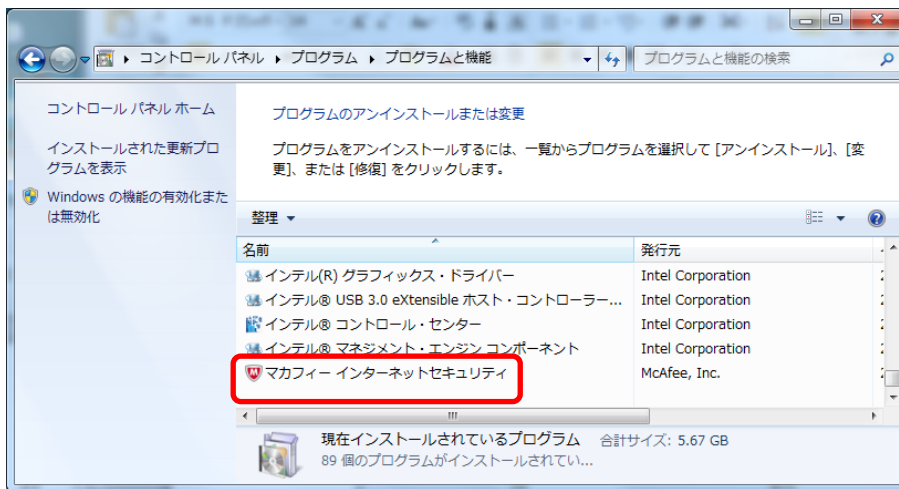 コントロール パネル ▸ プログラム ▸ プログラムと機能
プログラムと機能の検索
コントロール パネル ホーム
インストールされた更新プロ
グラムを表示
Windows の機能の有効化また
は無効化
プログラムのアンインストールまたは変更
プログラムをアンインストールするには、一覧からプログラムを選択して [アンインストール]、[変
更]、または [修復] をクリックします。
整理
名前 発行元
インテル(R) グラフィックス・ドライバー Intel Corporation
インテル® USB 3.0 eXtensible ホスト・コントローラー... Intel Corporation
インテル® コントロール・センター Intel Corporation
インテル® マネジメント・エンジン コンポーネント Intel Corporation
マカフィー インターネットセキュリティ McAfee, Inc.
現在インストールされているプログラム 合計サイズ: 5.67 GB
89 個のプログラムがインストールされてい...